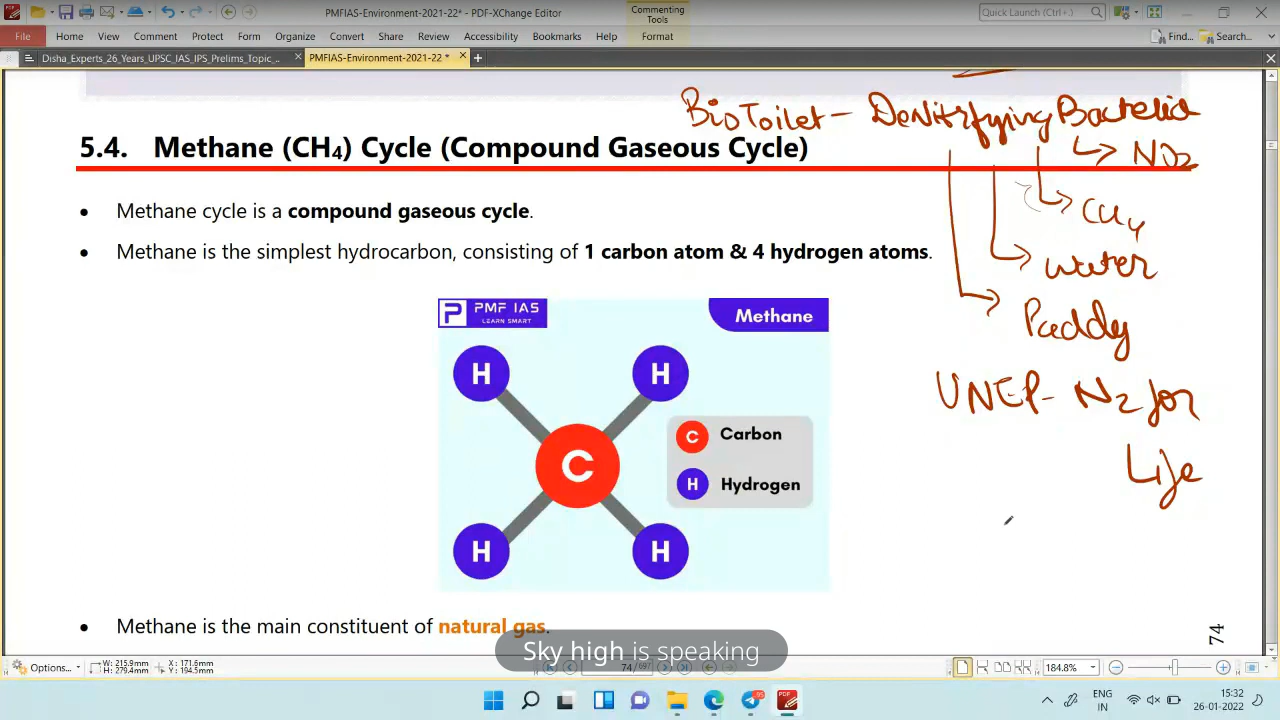 PMFIAS-Environment-2021-22* - PDF-XChange Editor
Commenting Tools
Quick Launch (Ctrl+.)
File Home View Comment Protect Form Organize Convert Share Review Accessibility Bookmarks Help Format
Find... Search...
Disha_Experts_26_Years_UPSC_IAS_IPS_Prelims_Topic_..
PMFIAS-Environment-2021-22 *
BioToilet - Denitrifying Bacteria
5.4. Methane (CH4) Cycle (Compound Gaseous Cycle)
NO2
Methane cycle is a compound gaseous cycle.
CH4
Methane is the simplest hydrocarbon, consisting of 1 carbon atom & 4 hydrogen atoms.
Water
Paddy
P PMF IAS
LEARN SMART
Methane
H H
UNEP - N2 for
Life
C
C Carbon
H Hydrogen
H H
Methane is the main constituent of natural gas.
74
Sky high is speaking
Options...
W: 215.9mm
H: 279.4mm
X: 171.6mm
Y: 194.5mm
74 /697
184.8%
95
ENG
IN
15:32
26-01-2022